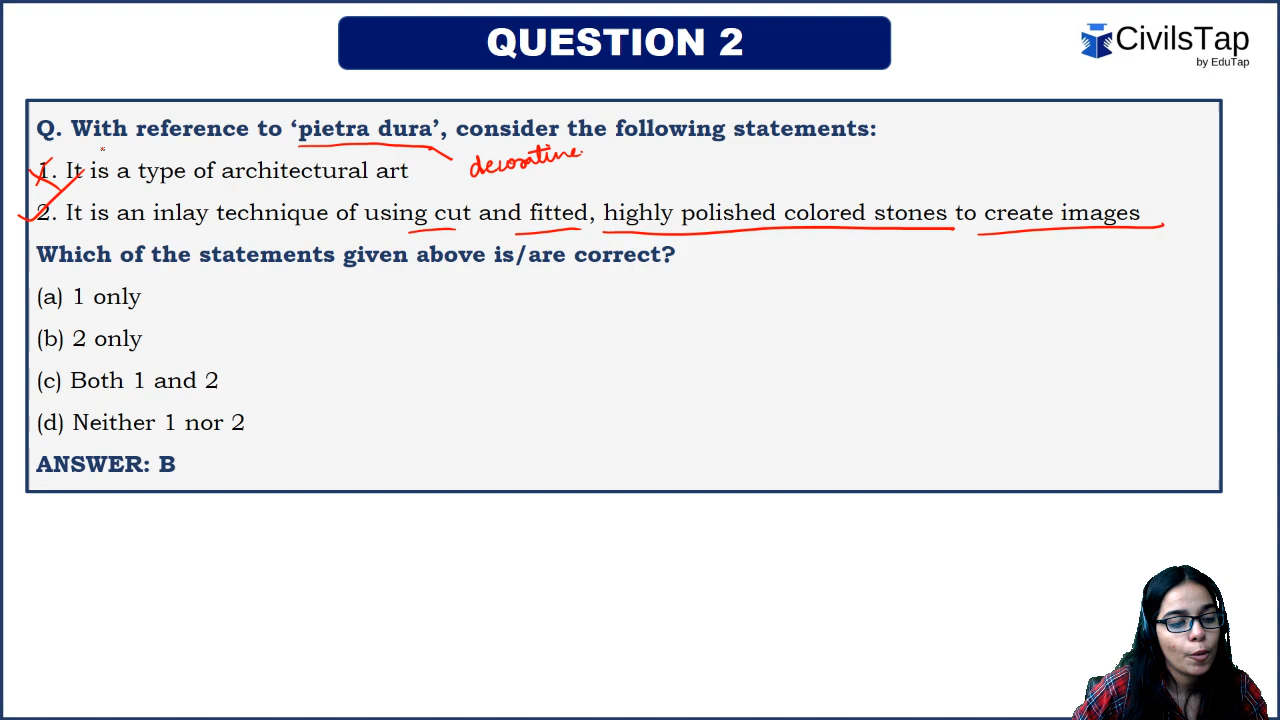 QUESTION 2
CivilsTap
by EduTap
Q. With reference to ‘pietra dura’, consider the following statements:
1. It is a type of architectural art
decorative
2. It is an inlay technique of using cut and fitted, highly polished colored stones to create images
Which of the statements given above is/are correct?
(a) 1 only
(b) 2 only
(c) Both 1 and 2
(d) Neither 1 nor 2
ANSWER: B